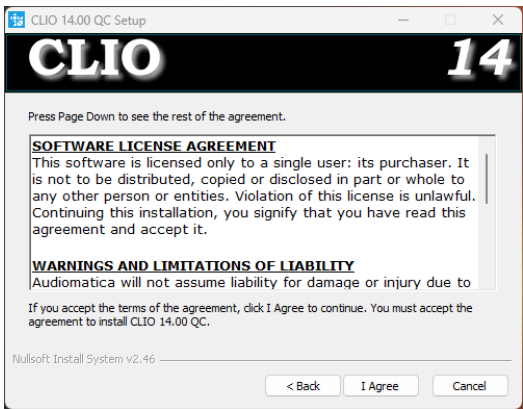 CLIO 14.00 QC Setup
CLIO 14
Press Page Down to see the rest of the agreement.
SOFTWARE LICENSE AGREEMENT
This software is licensed only to a single user: its purchaser. It
is not to be distributed, copied or disclosed in part or whole to
any other person or entities. Violation of this license is unlawful.
Continuing this installation, you signify that you have read this
agreement and accept it.
WARNINGS AND LIMITATIONS OF LIABILITY
Audiomatica will not assume liability for damage or injury due to
If you accept the terms of the agreement, click I Agree to continue. You must accept the
agreement to install CLIO 14.00 QC.
Nullsoft Install System v2.46
< Back I Agree Cancel